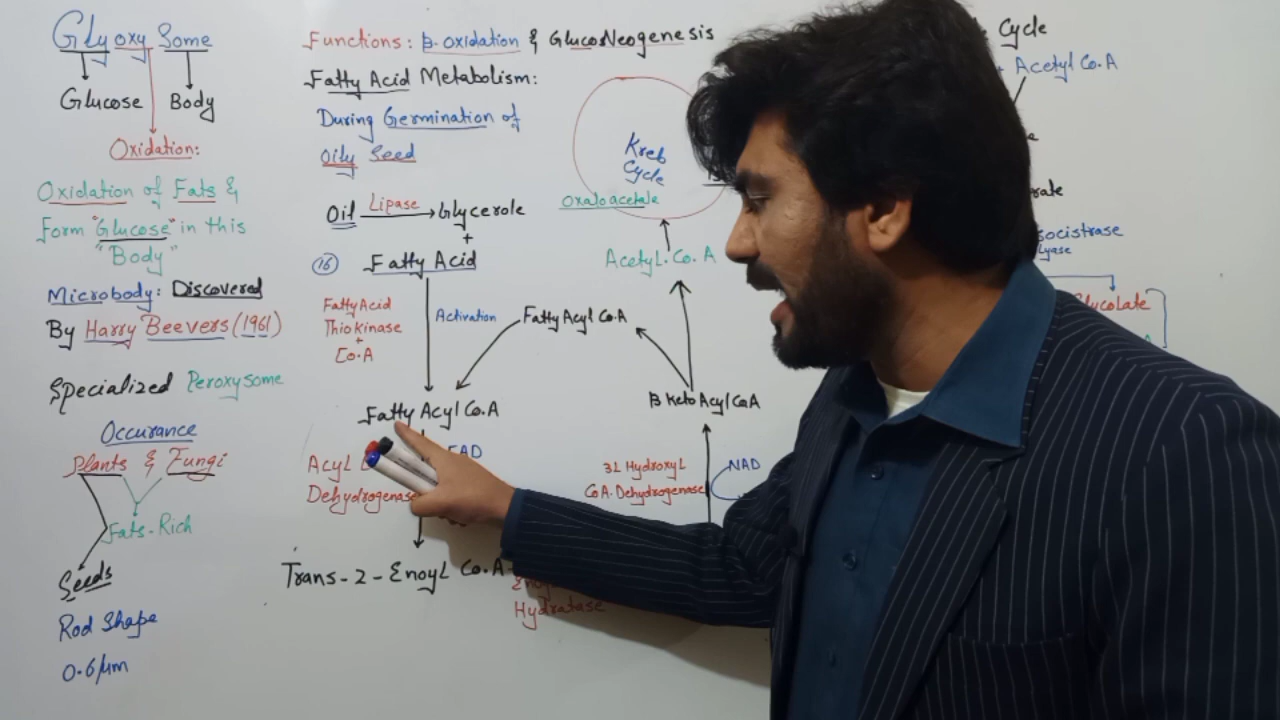 Glyoxy Some
Glucose Body
Oxidation:
Oxidation of Fats &
Form "Glucose" in this
"Body"
Microbody: Discovered
By Harry Beevers (1961)
Specialized Peroxysome
Occurance
Plants & Fungi
Fats-Rich
Seeds
Rod Shape
0.6 µm
Functions: B. Oxidation & GlucoNeogenesis
Fatty Acid Metabolism:
During Germination of
Oily Seed
Oil Lipase Glycerole
+
16 Fatty Acid
Fatty Acid
Thiokinase
+
Co.A
Activation
Fatty Acyl Co.A
Fatty Acyl Co.A
Acyl
Dehydrogenase
FAD
Trans-2-Enoyl Co.A
Hydratase
Kreb
Cycle
Oxaloacetate
Acetyl.Co.A
B Keto Acyl CoA
3L Hydroxyl
CoA.Dehydrogenase
NAD
Cycle
+ Acetyl Co.A
socistrase
lyase
Glycolate